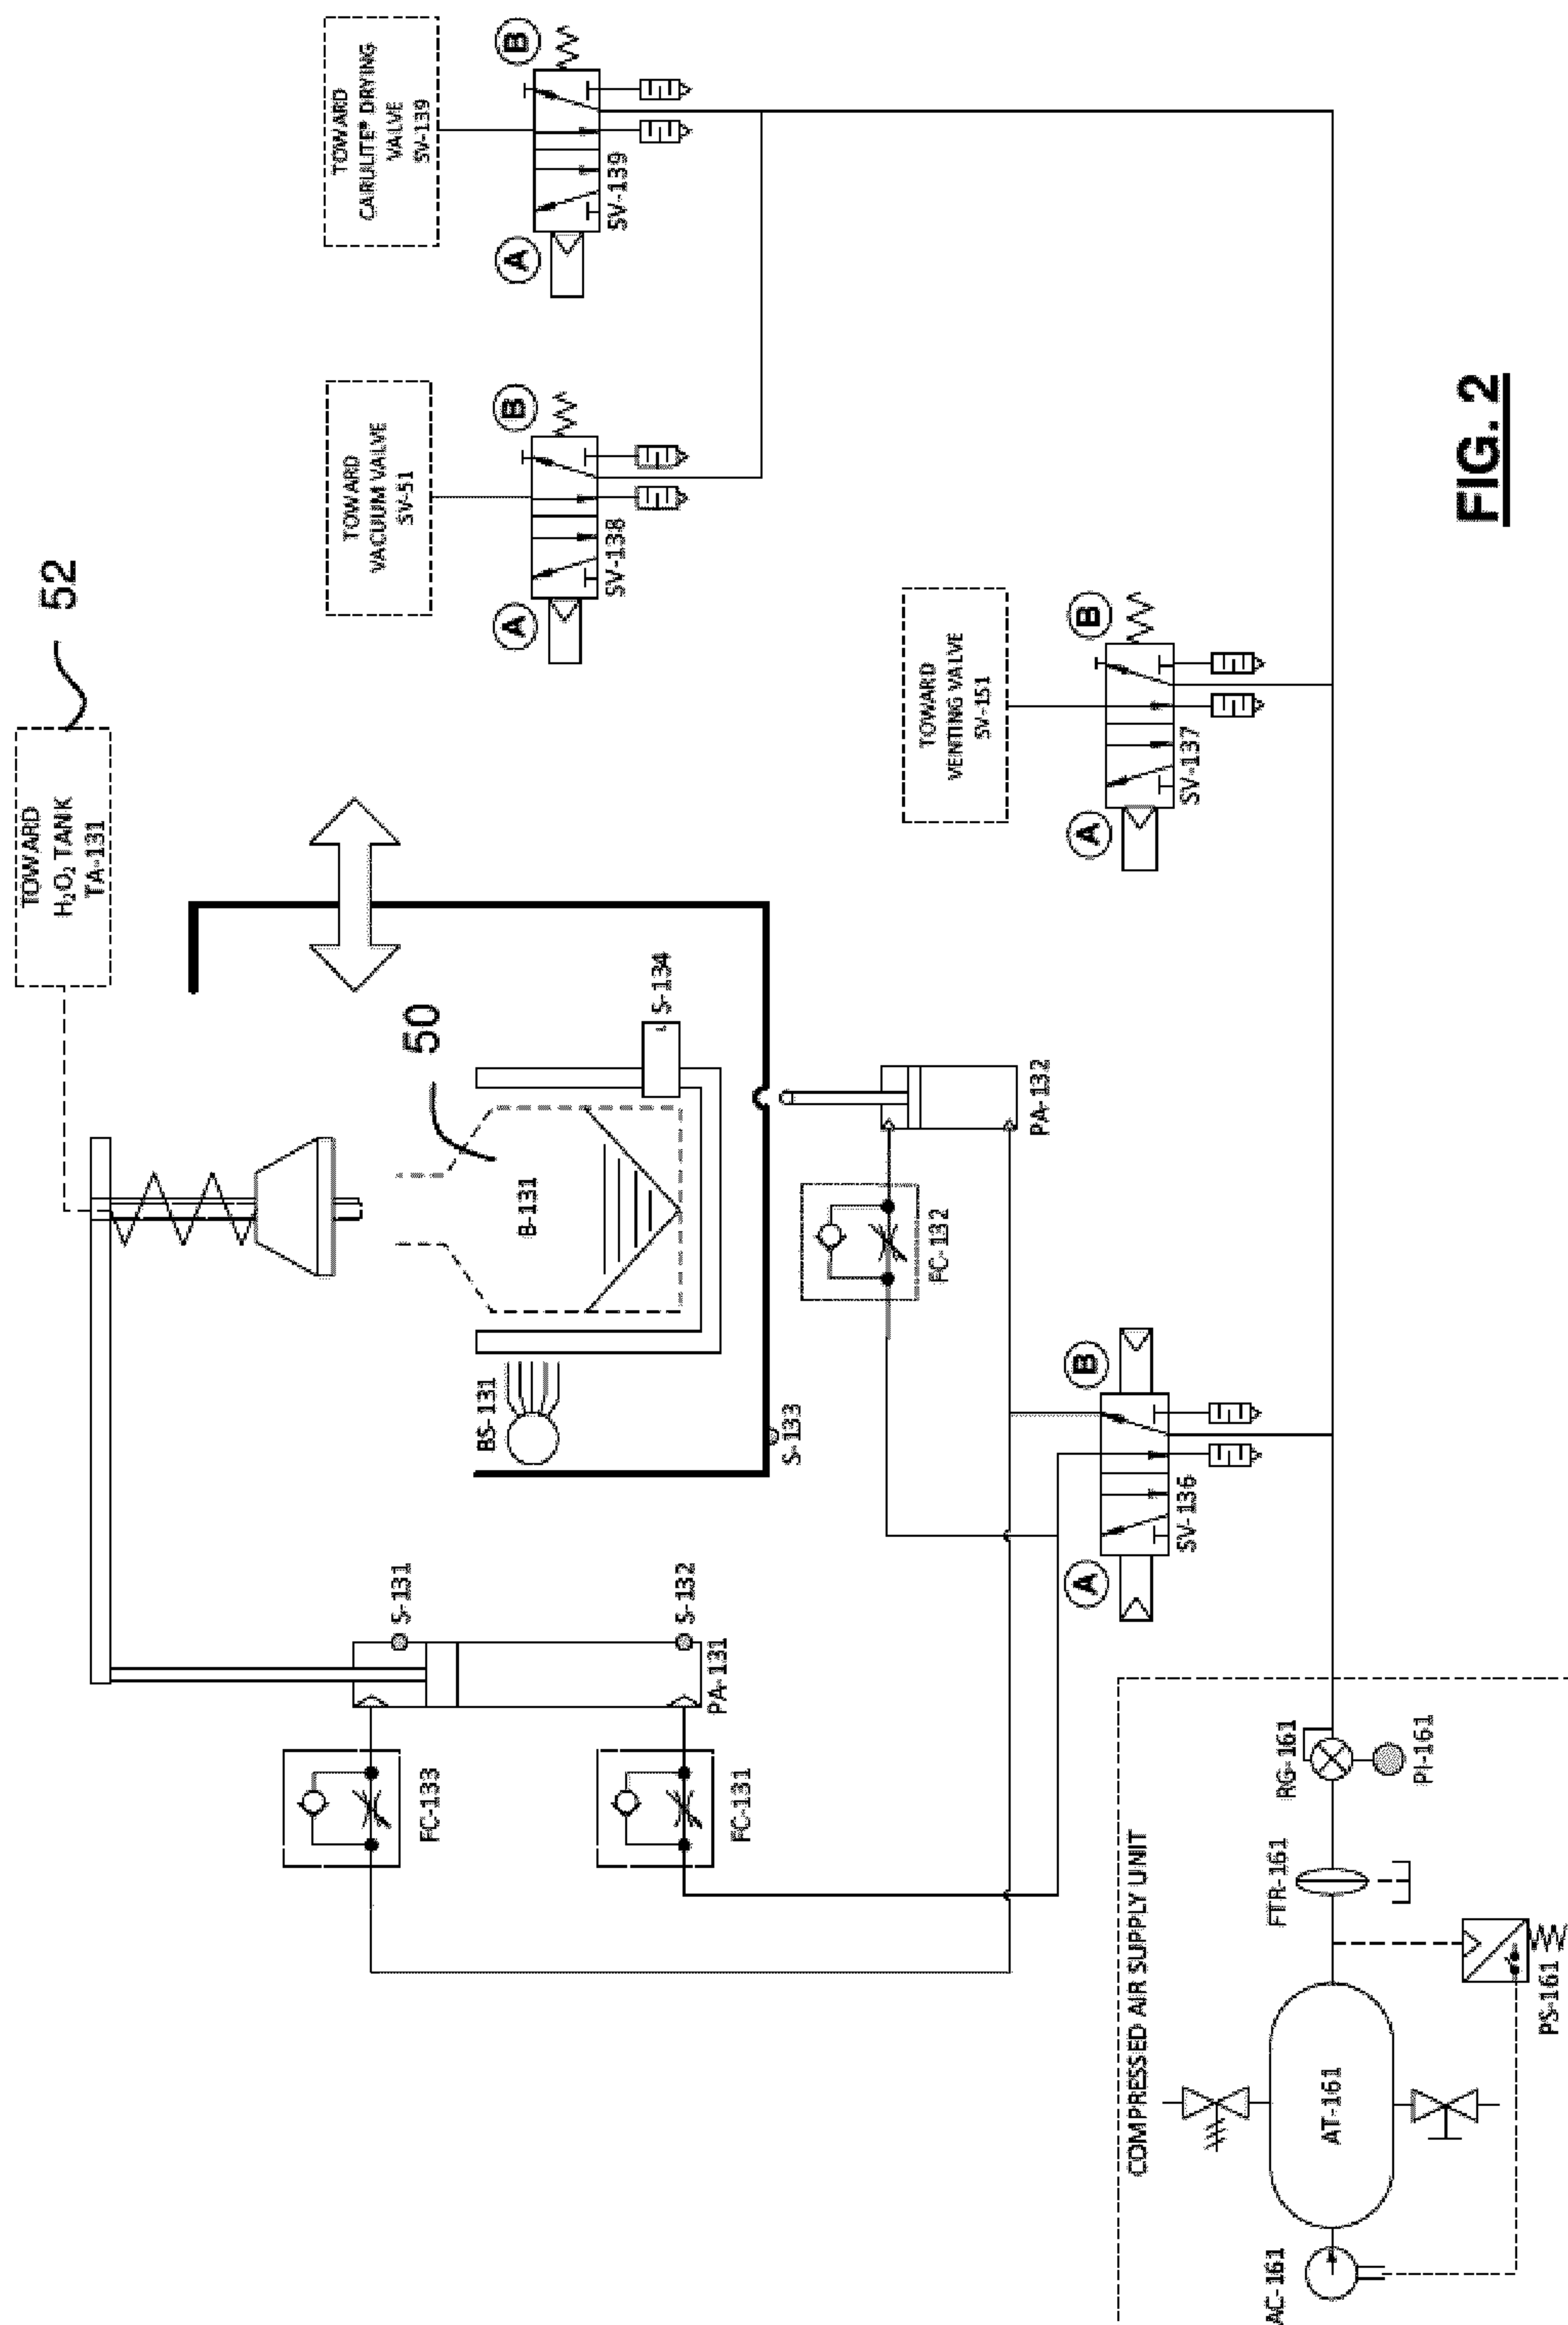 TOWARD
H₂O₂ TANK
TA-131
52
TOWARD
VACUUM VALVE
SV-51
TOWARD
CARULITE® DRYING
VALVE
SV-139
A
B
SV-138
A
B
SV-139
50
B-131
BS-131
S-134
S-133
S-131
S-132
PA-131
FC-133
FC-131
FC-132
PA-132
TOWARD
VENTING VALVE
SV-151
A
B
SV-136
A
B
SV-137
COMPRESSED AIR SUPPLY UNIT
AC-161
AT-161
PS-161
FTR-161
RG-161
PI-161
FIG. 2